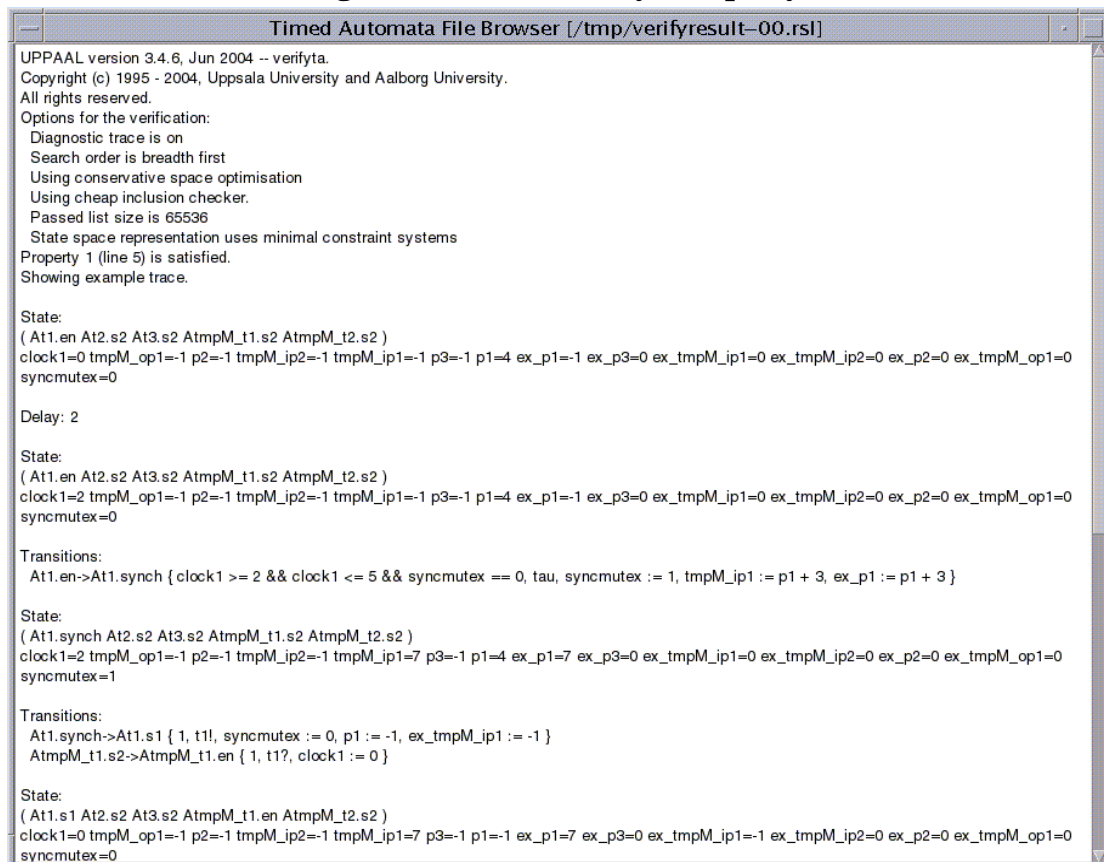 Timed Automata File Browser [/tmp/verifyresult-00.rsl]
UPPAAL version 3.4.6, Jun 2004 -- verifyta.
Copyright (c) 1995 - 2004, Uppsala University and Aalborg University.
All rights reserved.
Options for the verification:
Diagnostic trace is on
Search order is breadth first
Using conservative space optimisation
Using cheap inclusion checker.
Passed list size is 65536
State space representation uses minimal constraint systems
Property 1 (line 5) is satisfied.
Showing example trace.
State:
( At1.en At2.s2 At3.s2 AtmpM_t1.s2 AtmpM_t2.s2 )
clock1=0 tmpM_op1=-1 p2=-1 tmpM_ip2=-1 tmpM_ip1=-1 p3=-1 p1=4 ex_p1=-1 ex_p3=0 ex_tmpM_ip1=0 ex_tmpM_ip2=0 ex_p2=0 ex_tmpM_op1=0
syncmutex=0
Delay: 2
State:
( At1.en At2.s2 At3.s2 AtmpM_t1.s2 AtmpM_t2.s2 )
clock1=2 tmpM_op1=-1 p2=-1 tmpM_ip2=-1 tmpM_ip1=-1 p3=-1 p1=4 ex_p1=-1 ex_p3=0 ex_tmpM_ip1=0 ex_tmpM_ip2=0 ex_p2=0 ex_tmpM_op1=0
syncmutex=0
Transitions:
At1.en->At1.synch { clock1 >= 2 && clock1 <= 5 && syncmutex == 0, tau, syncmutex := 1, tmpM_ip1 := p1 + 3, ex_p1 := p1 + 3 }
State:
( At1.synch At2.s2 At3.s2 AtmpM_t1.s2 AtmpM_t2.s2 )
clock1=2 tmpM_op1=-1 p2=-1 tmpM_ip2=-1 tmpM_ip1=7 p3=-1 p1=4 ex_p1=7 ex_p3=0 ex_tmpM_ip1=0 ex_tmpM_ip2=0 ex_p2=0 ex_tmpM_op1=0
syncmutex=1
Transitions:
At1.synch->At1.s1 { 1, t1!, syncmutex := 0, p1 := -1, ex_tmpM_ip1 := -1 }
AtmpM_t1.s2->AtmpM_t1.en { 1, t1?, clock1 := 0 }
State:
( At1.s1 At2.s2 At3.s2 AtmpM_t1.en AtmpM_t2.s2 )
clock1=0 tmpM_op1=-1 p2=-1 tmpM_ip2=-1 tmpM_ip1=7 p3=-1 p1=-1 ex_p1=7 ex_p3=0 ex_tmpM_ip1=-1 ex_tmpM_ip2=0 ex_p2=0 ex_tmpM_op1=0
syncmutex=0